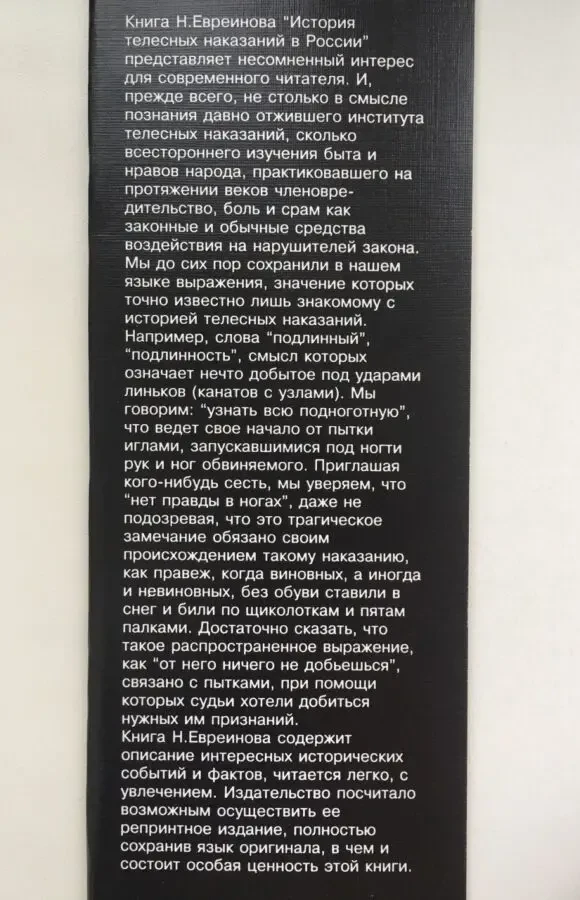 Книга Н.Евреинова "История
телесных наказаний в России"
представляет несомненный интерес
для современного читателя. И,
прежде всего, не столько в смысле
познания давно отжившего института
телесных наказаний, сколько
всестороннего изучения быта и
нравов народа, практиковавшего на
протяжении веков членовре-
дительство, боль и срам как
законные и обычные средства
воздействия на нарушителей закона.
Мы до сих пор сохранили в нашем
языке выражения, значение которых
точно известно лишь знакомому с
историей телесных наказаний.
Например, слова "подлинный",
"подлинность", смысл которых
означает нечто добытое под ударами
линьков (канатов с узлами). Мы
говорим: "узнать всю подноготную",
что ведет свое начало от пытки
иглами, запускавшимися под ногти
рук и ног обвиняемого. Приглашая
кого-нибудь сесть, мы уверяем, что
"нет правды в ногах", даже не
подозревая, что это трагическое
замечание обязано своим
происхождением такому наказанию,
как правеж, когда виновных, а иногда
и невиновных, без обуви ставили в
снег и били по щиколоткам и пятам
палками. Достаточно сказать, что
такое распространенное выражение,
как "от него ничего не добьешься",
связано с пытками, при помощи
которых судьи хотели добиться
нужных им признаний.
Книга Н.Евреинова содержит
описание интересных исторических
событий и фактов, читается легко, с
увлечением. Издательство посчитало
возможным осуществить ее
репринтное издание, полностью
сохранив язык оригинала, в чем и
состоит особая ценность этой книги.